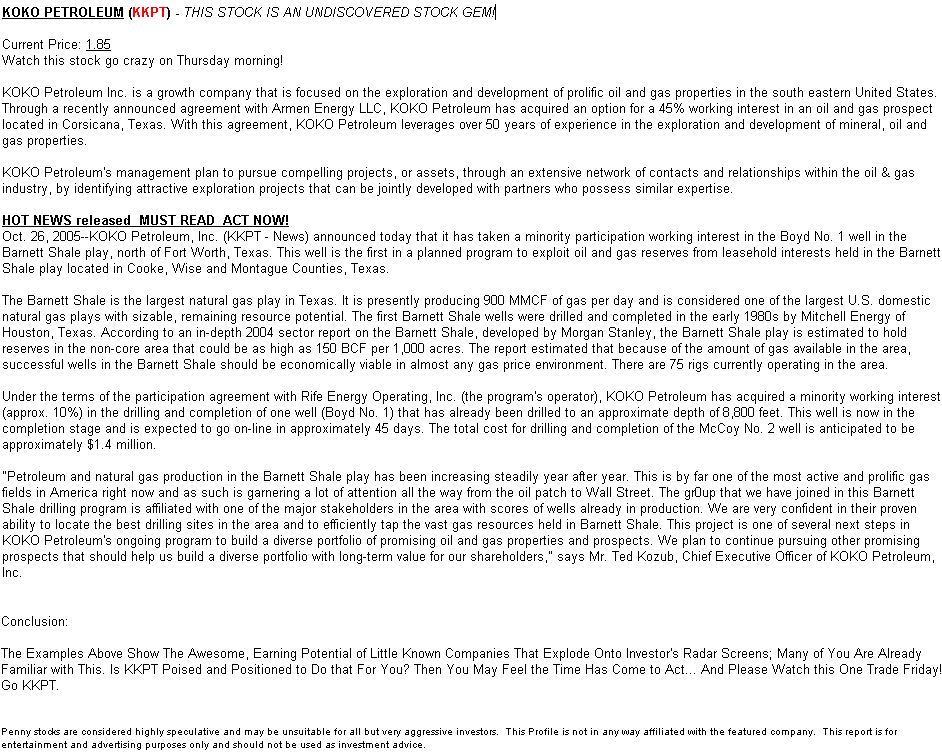 KOKO PETROLEUM (KKPT) - THIS STOCK IS AN UNDISCOVERED STOCK GEM!
Current Price: 1.85
Watch this stock go crazy on Thursday morning!
KOKO Petroleum Inc. is a growth company that is focused on the exploration and development of prolific oil and gas properties in the south eastern United States.
Through a recently announced agreement with Armen Energy LLC, KOKO Petroleum has acquired an option for a 45% working interest in an oil and gas prospect
located in Corsicana, Texas. With this agreement, KOKO Petroleum leverages over 50 years of experience in the exploration and development of mineral, oil and
gas properties.
KOKO Petroleum's management plan to pursue compelling projects, or assets, through an extensive network of contacts and relationships within the oil & gas
industry, by identifying attractive exploration projects that can be jointly developed with partners who possess similar expertise.
HOT NEWS released MUST READ ACT NOW!
Oct. 26, 2005--KOKO Petroleum, Inc. (KKPT - News) announced today that it has taken a minority participation working interest in the Boyd No. 1 well in the
Barnett Shale play, north of Fort Worth, Texas. This well is the first in a planned program to exploit oil and gas reserves from leasehold interests held in the Barnett
Shale play located in Cooke, Wise and Montague Counties, Texas.
The Barnett Shale is the largest natural gas play in Texas. It is presently producing 900 MMCF of gas per day and is considered one of the largest U.S. domestic
natural gas plays with sizable, remaining resource potential. The first Barnett Shale wells were drilled and completed in the early 1980s by Mitchell Energy of
Houston, Texas. According to an in-depth 2004 sector report on the Barnett Shale, developed by Morgan Stanley, the Barnett Shale play is estimated to hold
reserves in the non-core area that could be as high as 150 BCF per 1,000 acres. The report estimated that because of the amount of gas available in the area,
successful wells in the Barnett Shale should be economically viable in almost any gas price environment. There are 75 rigs currently operating in the area.
Under the terms of the participation agreement with Rife Energy Operating, Inc. (the program's operator), KOKO Petroleum has acquired a minority working interest
(approx. 10%) in the drilling and completion of one well (Boyd No. 1) that has already been drilled to an approximate depth of 8,800 feet. This well is now in the
completion stage and is expected to go on-line in approximately 45 days. The total cost for drilling and completion of the McCoy No. 2 well is anticipated to be
approximately $1.4 million.
"Petroleum and natural gas production in the Barnett Shale play has been increasing steadily year after year. This is by far one of the most active and prolific gas
fields in America right now and as such is garnering a lot of attention all the way from the oil patch to Wall Street. The gr0up that we have joined in this Barnett
Shale drilling program is affiliated with one of the major stakeholders in the area with scores of wells already in production. We are very confident in their proven
ability to locate the best drilling sites in the area and to efficiently tap the vast gas resources held in Barnett Shale. This project is one of several next steps in
KOKO Petroleum's ongoing program to build a diverse portfolio of promising oil and gas properties and prospects. We plan to continue pursuing other promising
prospects that should help us build a diverse portfolio with long-term value for our shareholders," says Mr. Ted Kozub, Chief Executive Officer of KOKO Petroleum,
Inc.
Conclusion:
The Examples Above Show The Awesome, Earning Potential of Little Known Companies That Explode Onto Investor's Radar Screens; Many of You Are Already
Familiar with This. Is KKPT Poised and Positioned to Do that For You? Then You May Feel the Time Has Come to Act... And Please Watch this One Trade Friday!
Go KKPT.
Penny stocks are considered highly speculative and may be unsuitable for all but very aggressive investors. This Profile is not in any way affiliated with the featured company. This report is for
entertainment and advertising purposes only and should not be used as investment advice.